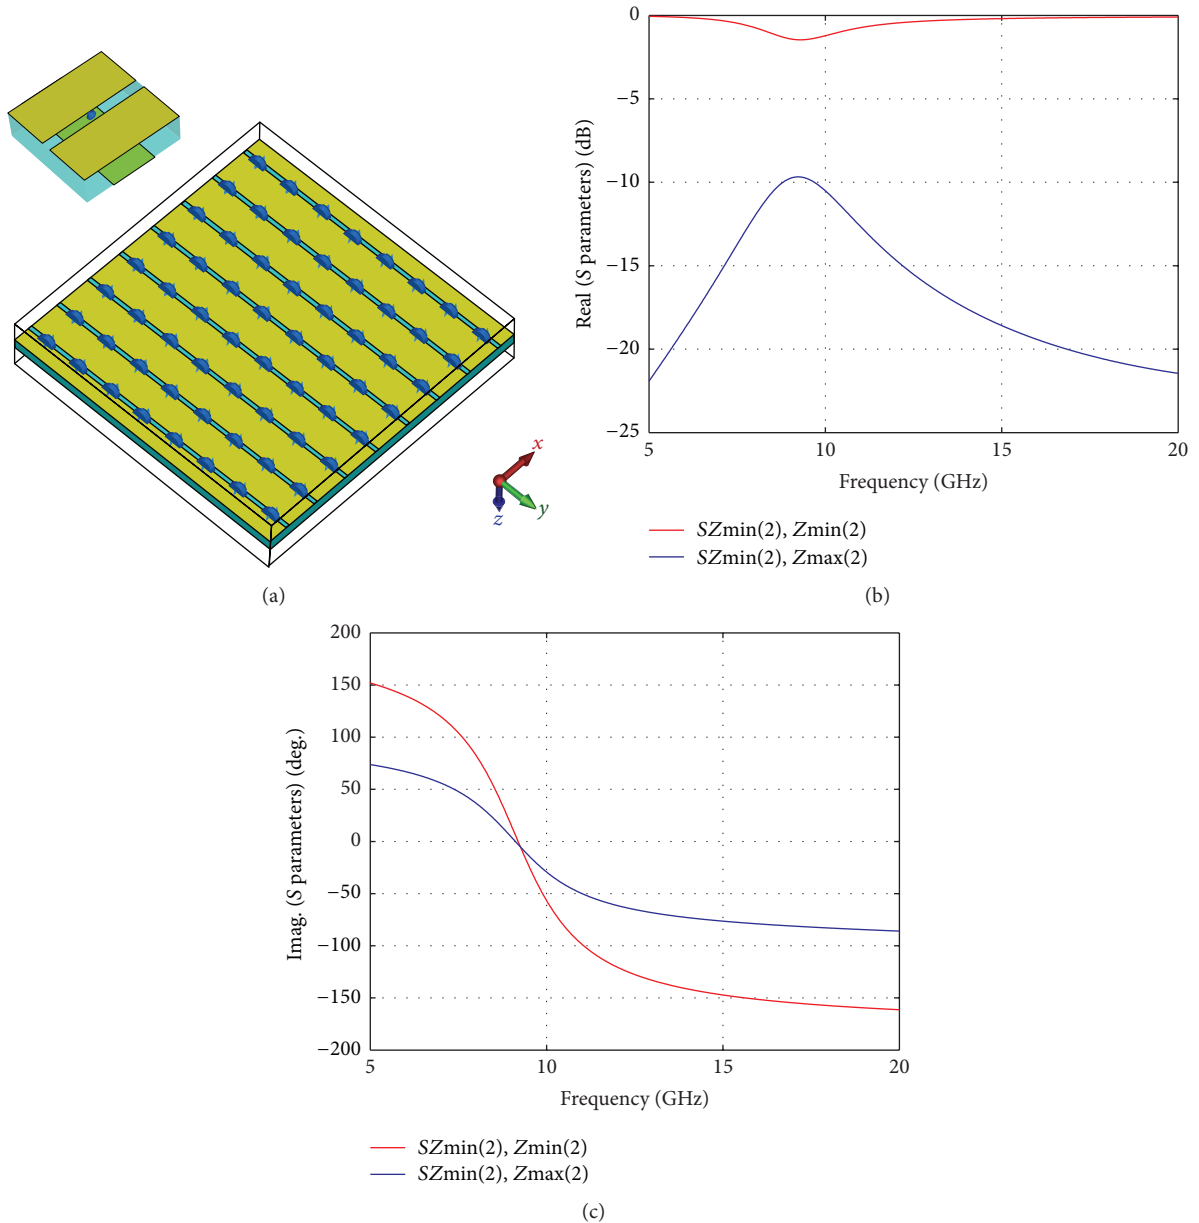 x
y
z
(a)
0
−5
−10
−15
−20
−25
Real (S parameters) (dB)
5
10
15
20
Frequency (GHz)
SZmin(2), Zmin(2)
SZmin(2), Zmax(2)
(b)
200
150
100
50
0
−50
−100
−150
−200
Imag. (S parameters) (deg.)
5
10
15
20
Frequency (GHz)
SZmin(2), Zmin(2)
SZmin(2), Zmax(2)
(c)